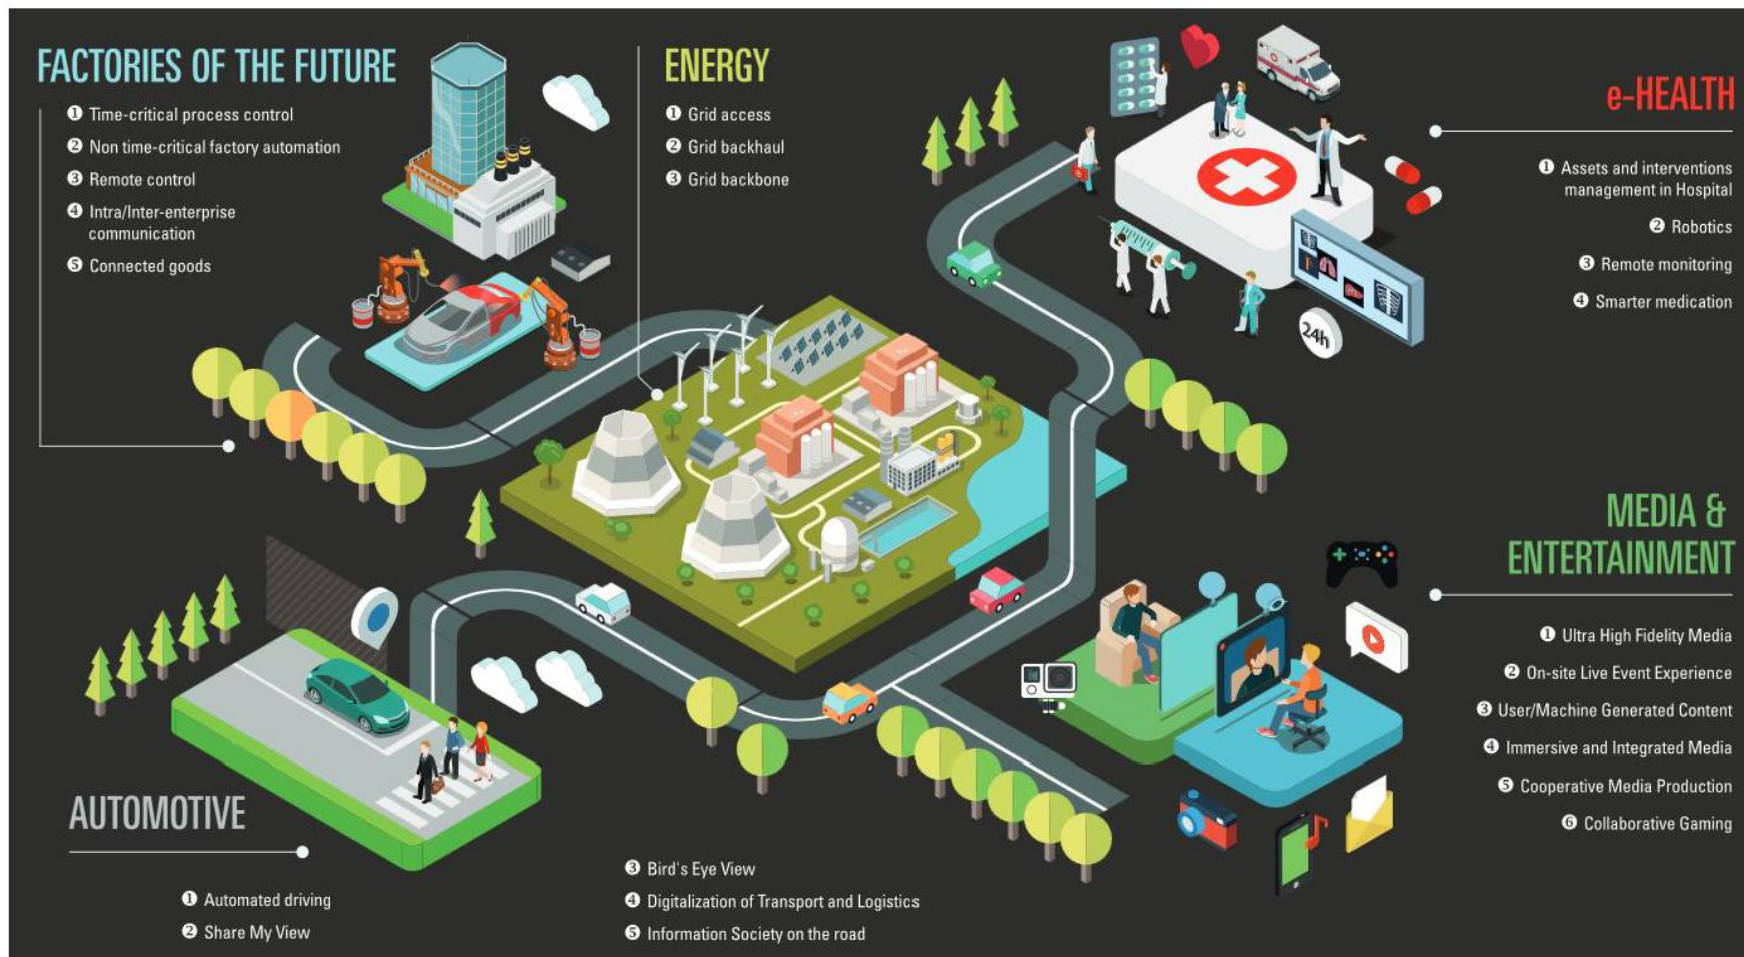 FACTORIES OF THE FUTURE
❶ Time-critical process control
❷ Non time-critical factory automation
❸ Remote control
❹ Intra/Inter-enterprise
communication
❺ Connected goods
ENERGY
❶ Grid access
❷ Grid backhaul
❸ Grid backbone
e-HEALTH
❶ Assets and interventions
management in Hospital
❷ Robotics
❸ Remote monitoring
❹ Smarter medication
24h
MEDIA &
ENTERTAINMENT
❶ Ultra High Fidelity Media
❷ On-site Live Event Experience
❸ User/Machine Generated Content
❹ Immersive and Integrated Media
❺ Cooperative Media Production
❻ Collaborative Gaming
AUTOMOTIVE
❶ Automated driving
❷ Share My View
❸ Bird's Eye View
❹ Digitalization of Transport and Logistics
❺ Information Society on the road